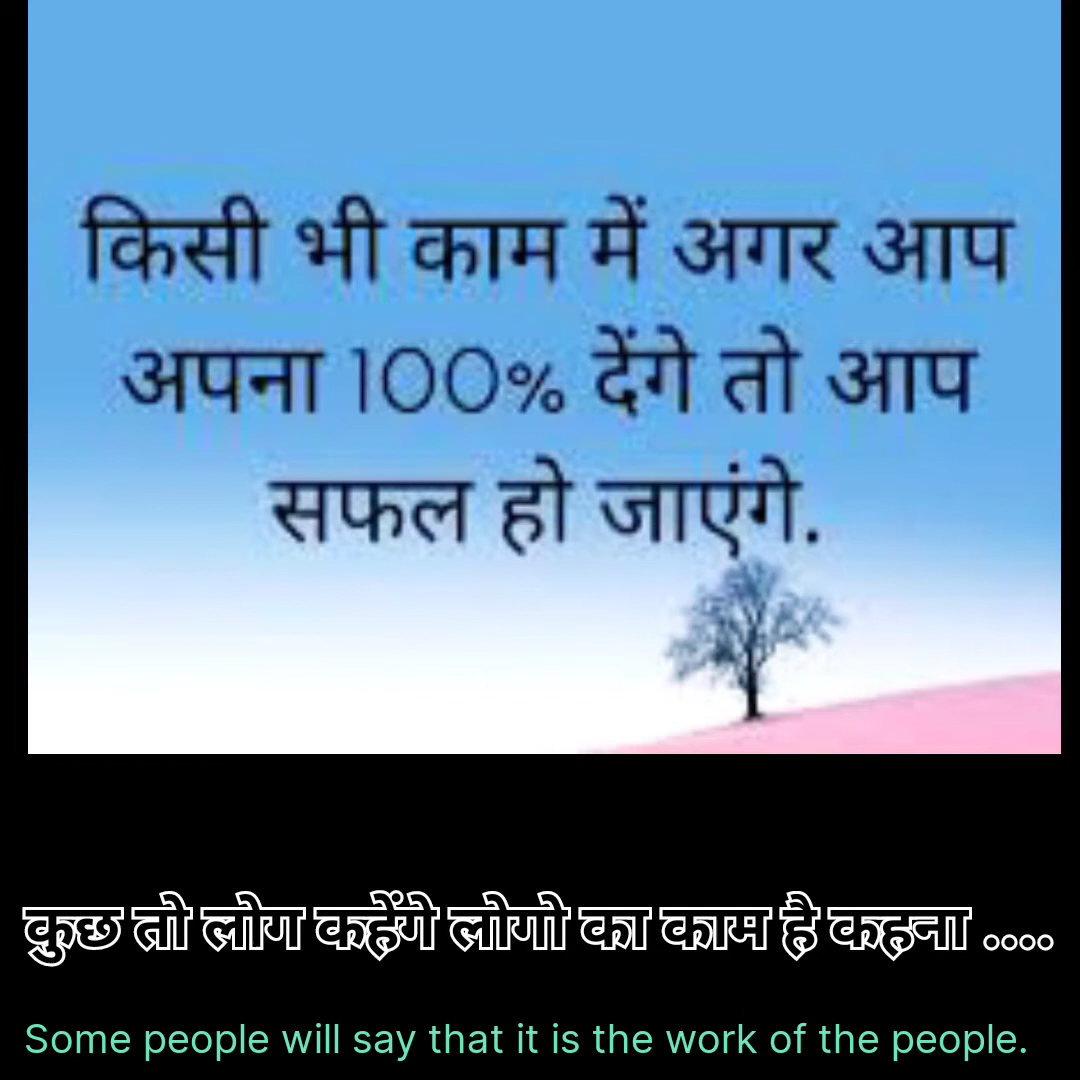 किसी भी काम में अगर आप
अपना 100% देंगे तो आप
सफल हो जाएंगे.
कुछ तो लोग कहेंगे लोगो का काम है कहना ....
Some people will say that it is the work of the people.